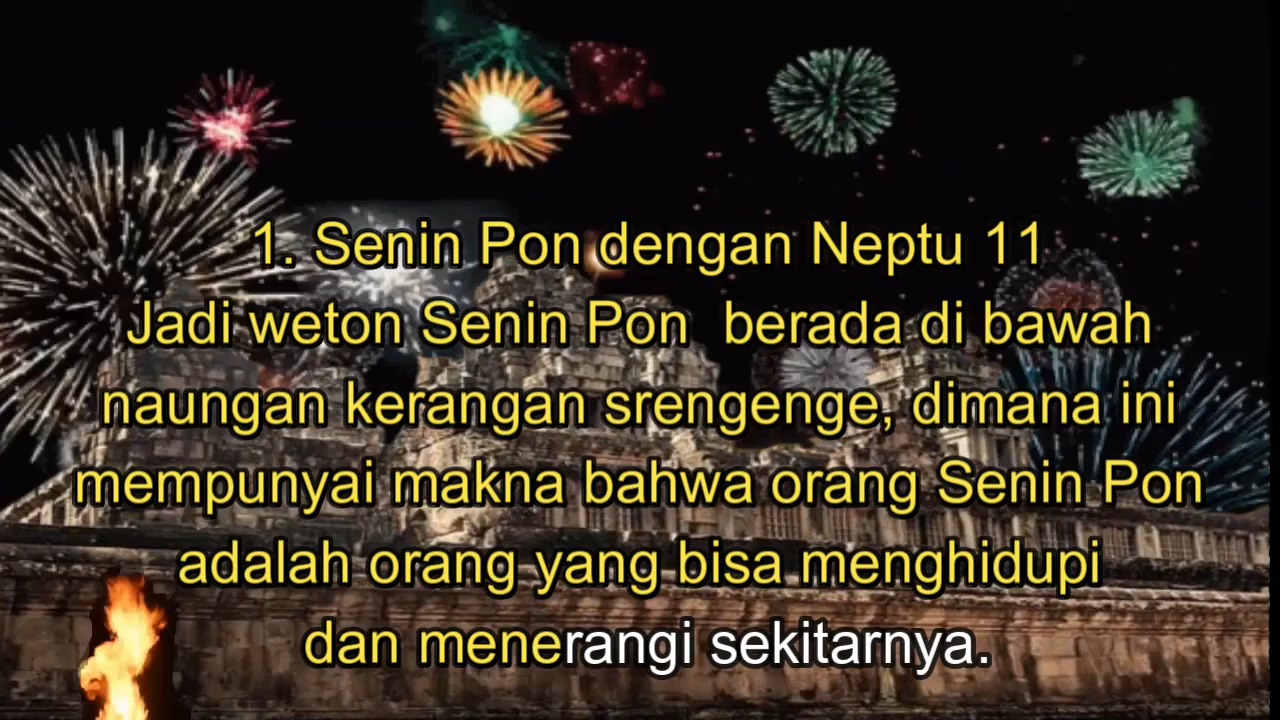 1. Senin Pon dengan Neptu 11
Jadi weton Senin Pon berada di bawah
naungan kerangan srengenge, dimana ini
mempunyai makna bahwa orang Senin Pon
adalah orang yang bisa menghidupi
dan menerangi sekitarnya.